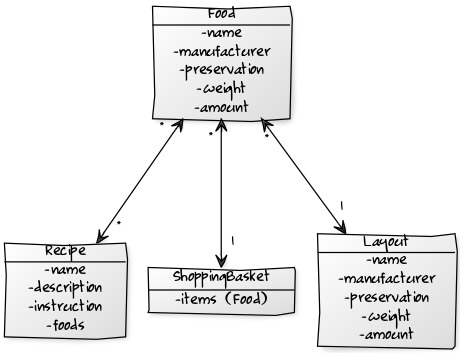 Food
-name
-manufacturer
-preservation
-weight
-amount
*
*
*
*
1
1
Recipe
-name
-description
-instruction
-foods
ShoppingBasket
-items (Food)
Layout
-name
-manufacturer
-preservation
-weight
-amount